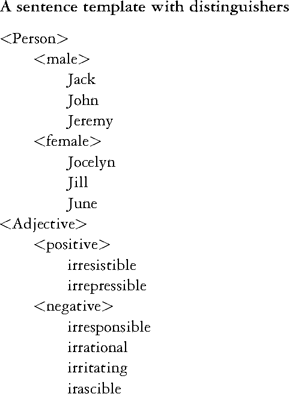 A sentence template with distinguishers
<Person>
<male>
Jack
John
Jeremy
<female>
Jocelyn
Jill
June
<Adjective>
<positive>
irresistible
irrepressible
<negative>
irresponsible
irrational
irritating
irascible